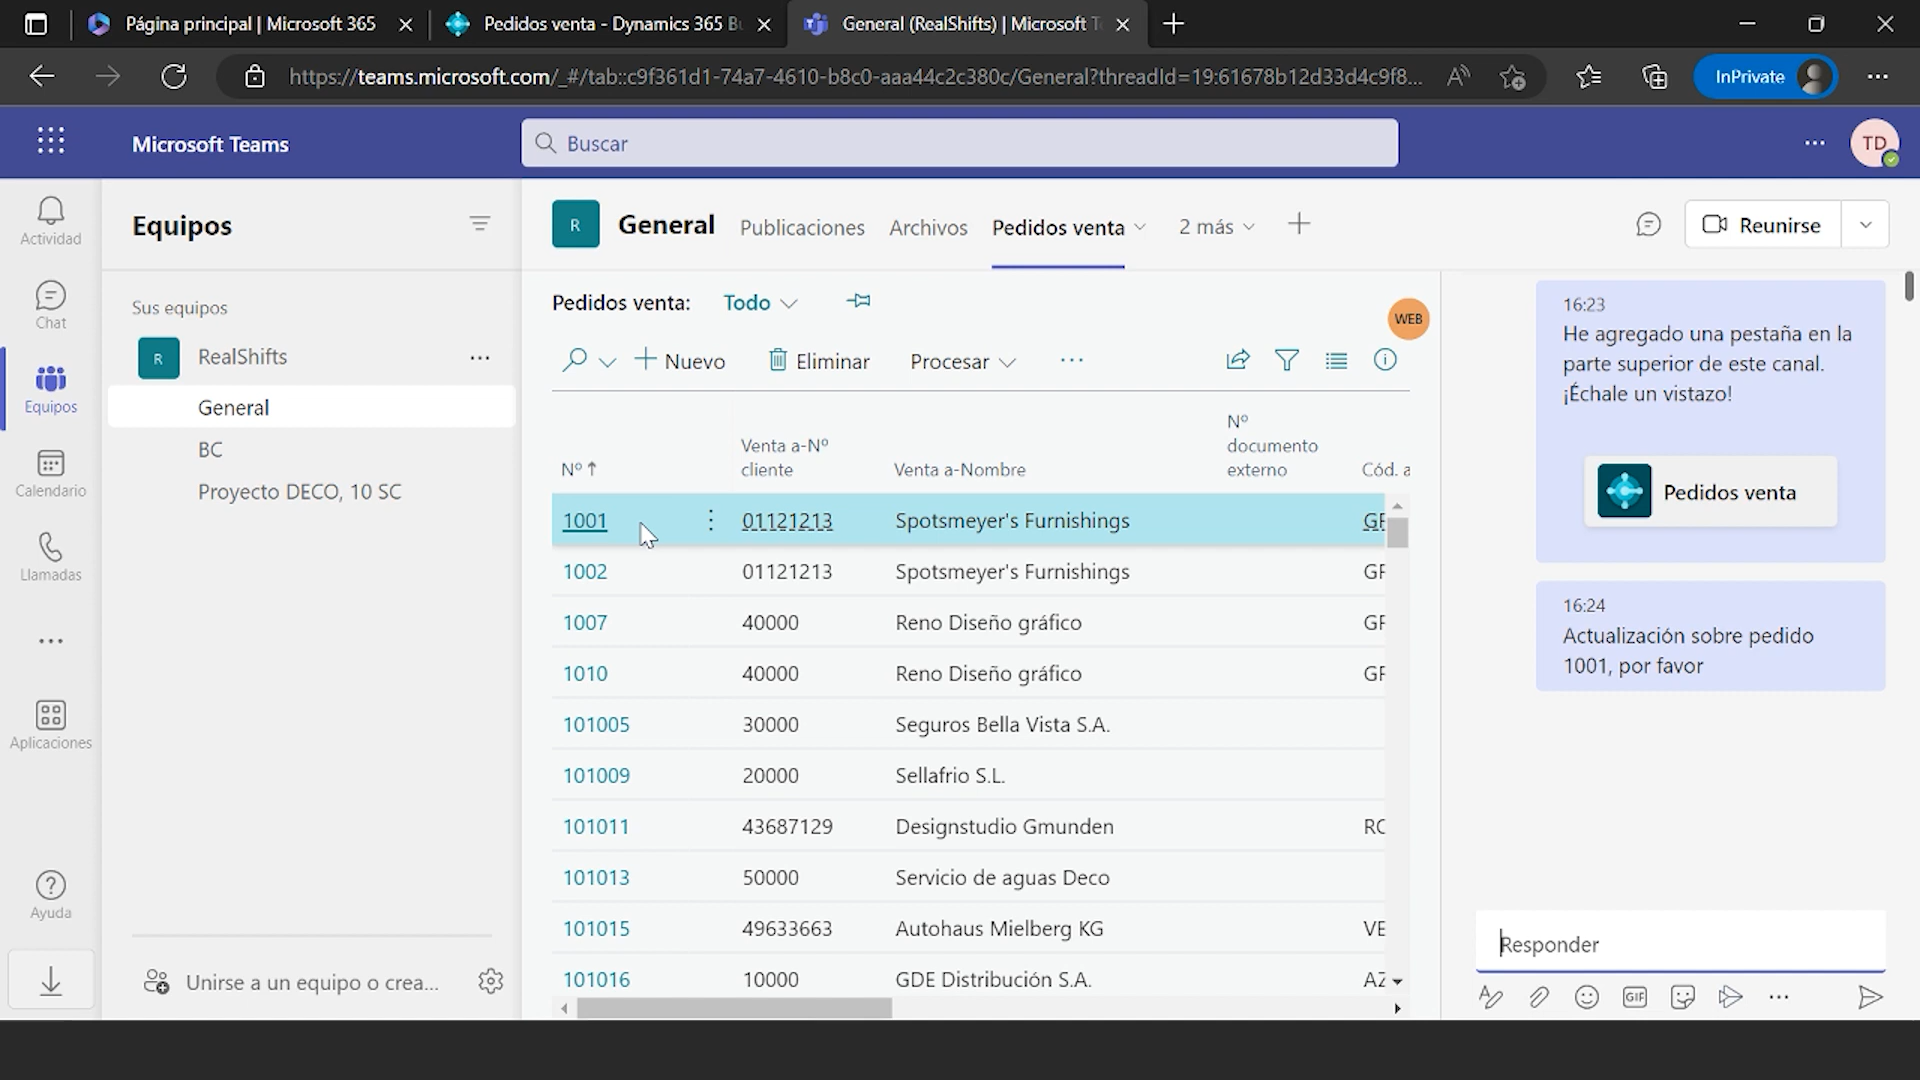 Página principal | Microsoft 365
Pedidos venta - Dynamics 365 B
General (RealShifts) | Microsoft T
https://teams.microsoft.com/_#/tab::c9f361d1-74a7-4610-b8c0-aaa44c2c380c/General?threadId=19:61678b12d33d4c9f8...
InPrivate
Microsoft Teams
Buscar
TD
Actividad
Chat
Equipos
Calendario
Llamadas
Aplicaciones
Ayuda
Equipos
Sus equipos
R
RealShifts
General
BC
Proyecto DECO, 10 SC
Unirse a un equipo o crea...
R
General
Publicaciones
Archivos
Pedidos venta
2 más
Reunirse
Pedidos venta:
Todo
WEB
Nuevo
Eliminar
Procesar
Nº ↑
Venta a-Nº cliente
Venta a-Nombre
Nº documento externo
Cód. a
1001 01121213 Spotsmeyer's Furnishings GF
1002 01121213 Spotsmeyer's Furnishings GF
1007 40000 Reno Diseño gráfico GF
1010 40000 Reno Diseño gráfico GF
101005 30000 Seguros Bella Vista S.A.
101009 20000 Sellafrio S.L.
101011 43687129 Designstudio Gmunden RC
101013 50000 Servicio de aguas Deco
101015 49633663 Autohaus Mielberg KG VE
101016 10000 GDE Distribución S.A. AZ
16:23
He agregado una pestaña en la
parte superior de este canal.
¡Échale un vistazo!
Pedidos venta
16:24
Actualización sobre pedido
1001, por favor
Responder
GIF